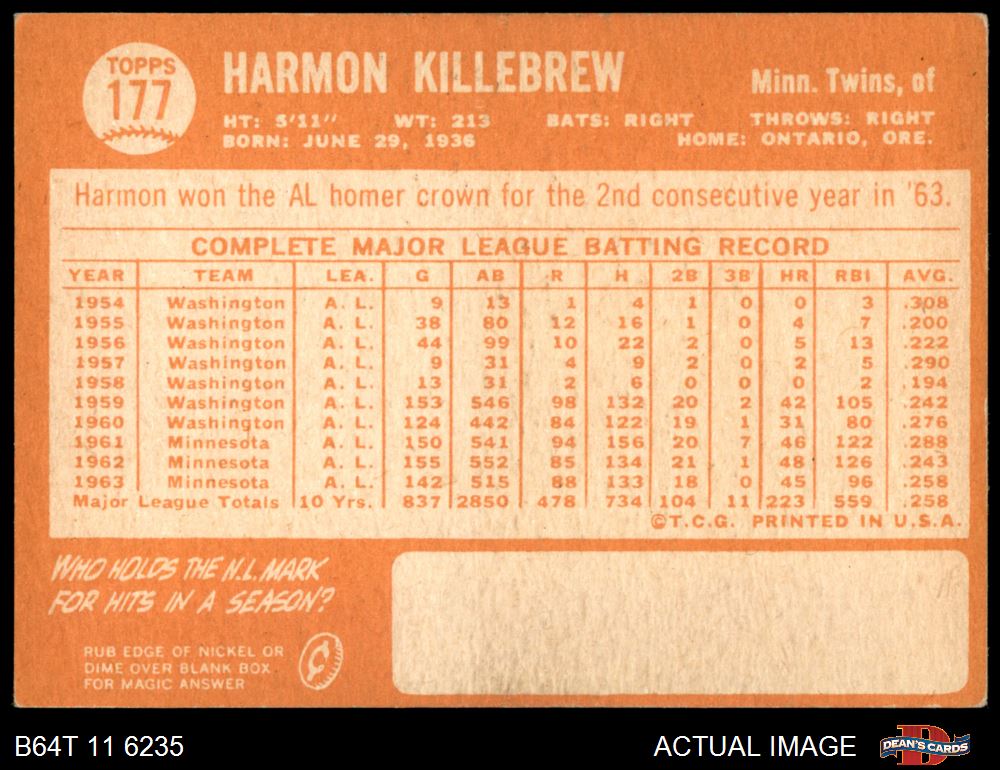 TOPPS
177
HARMON KILLEBREW
Minn. Twins, of
HT: 5'11" WT: 213 BATS: RIGHT THROWS: RIGHT
BORN: JUNE 29, 1936 HOME: ONTARIO, ORE.
Harmon won the AL homer crown for the 2nd consecutive year in '63.
COMPLETE MAJOR LEAGUE BATTING RECORD
YEAR TEAM LEA. G AB R H 2B 3B HR RBI AVG.
1954 Washington A. L. 9 13 1 4 1 0 0 3 .308
1955 Washington A. L. 38 80 12 16 1 0 4 7 .200
1956 Washington A. L. 44 99 10 22 2 0 5 13 .222
1957 Washington A. L. 9 31 4 9 2 0 2 5 .290
1958 Washington A. L. 13 31 2 6 0 0 0 2 .194
1959 Washington A. L. 153 546 98 132 20 2 42 105 .242
1960 Washington A. L. 124 442 84 122 19 1 31 80 .276
1961 Minnesota A. L. 150 541 94 156 20 7 46 122 .288
1962 Minnesota A. L. 155 552 85 134 21 1 48 126 .243
1963 Minnesota A. L. 142 515 88 133 18 0 45 96 .258
Major League Totals 10 Yrs. 837 2850 478 734 104 11 223 559 .258
©T.C.G. PRINTED IN U.S.A.
WHO HOLDS THE N.L. MARK
FOR HITS IN A SEASON?
RUB EDGE OF NICKEL OR
DIME OVER BLANK BOX
FOR MAGIC ANSWER
B64T 11 6235
ACTUAL IMAGE
DEAN'S CARDS